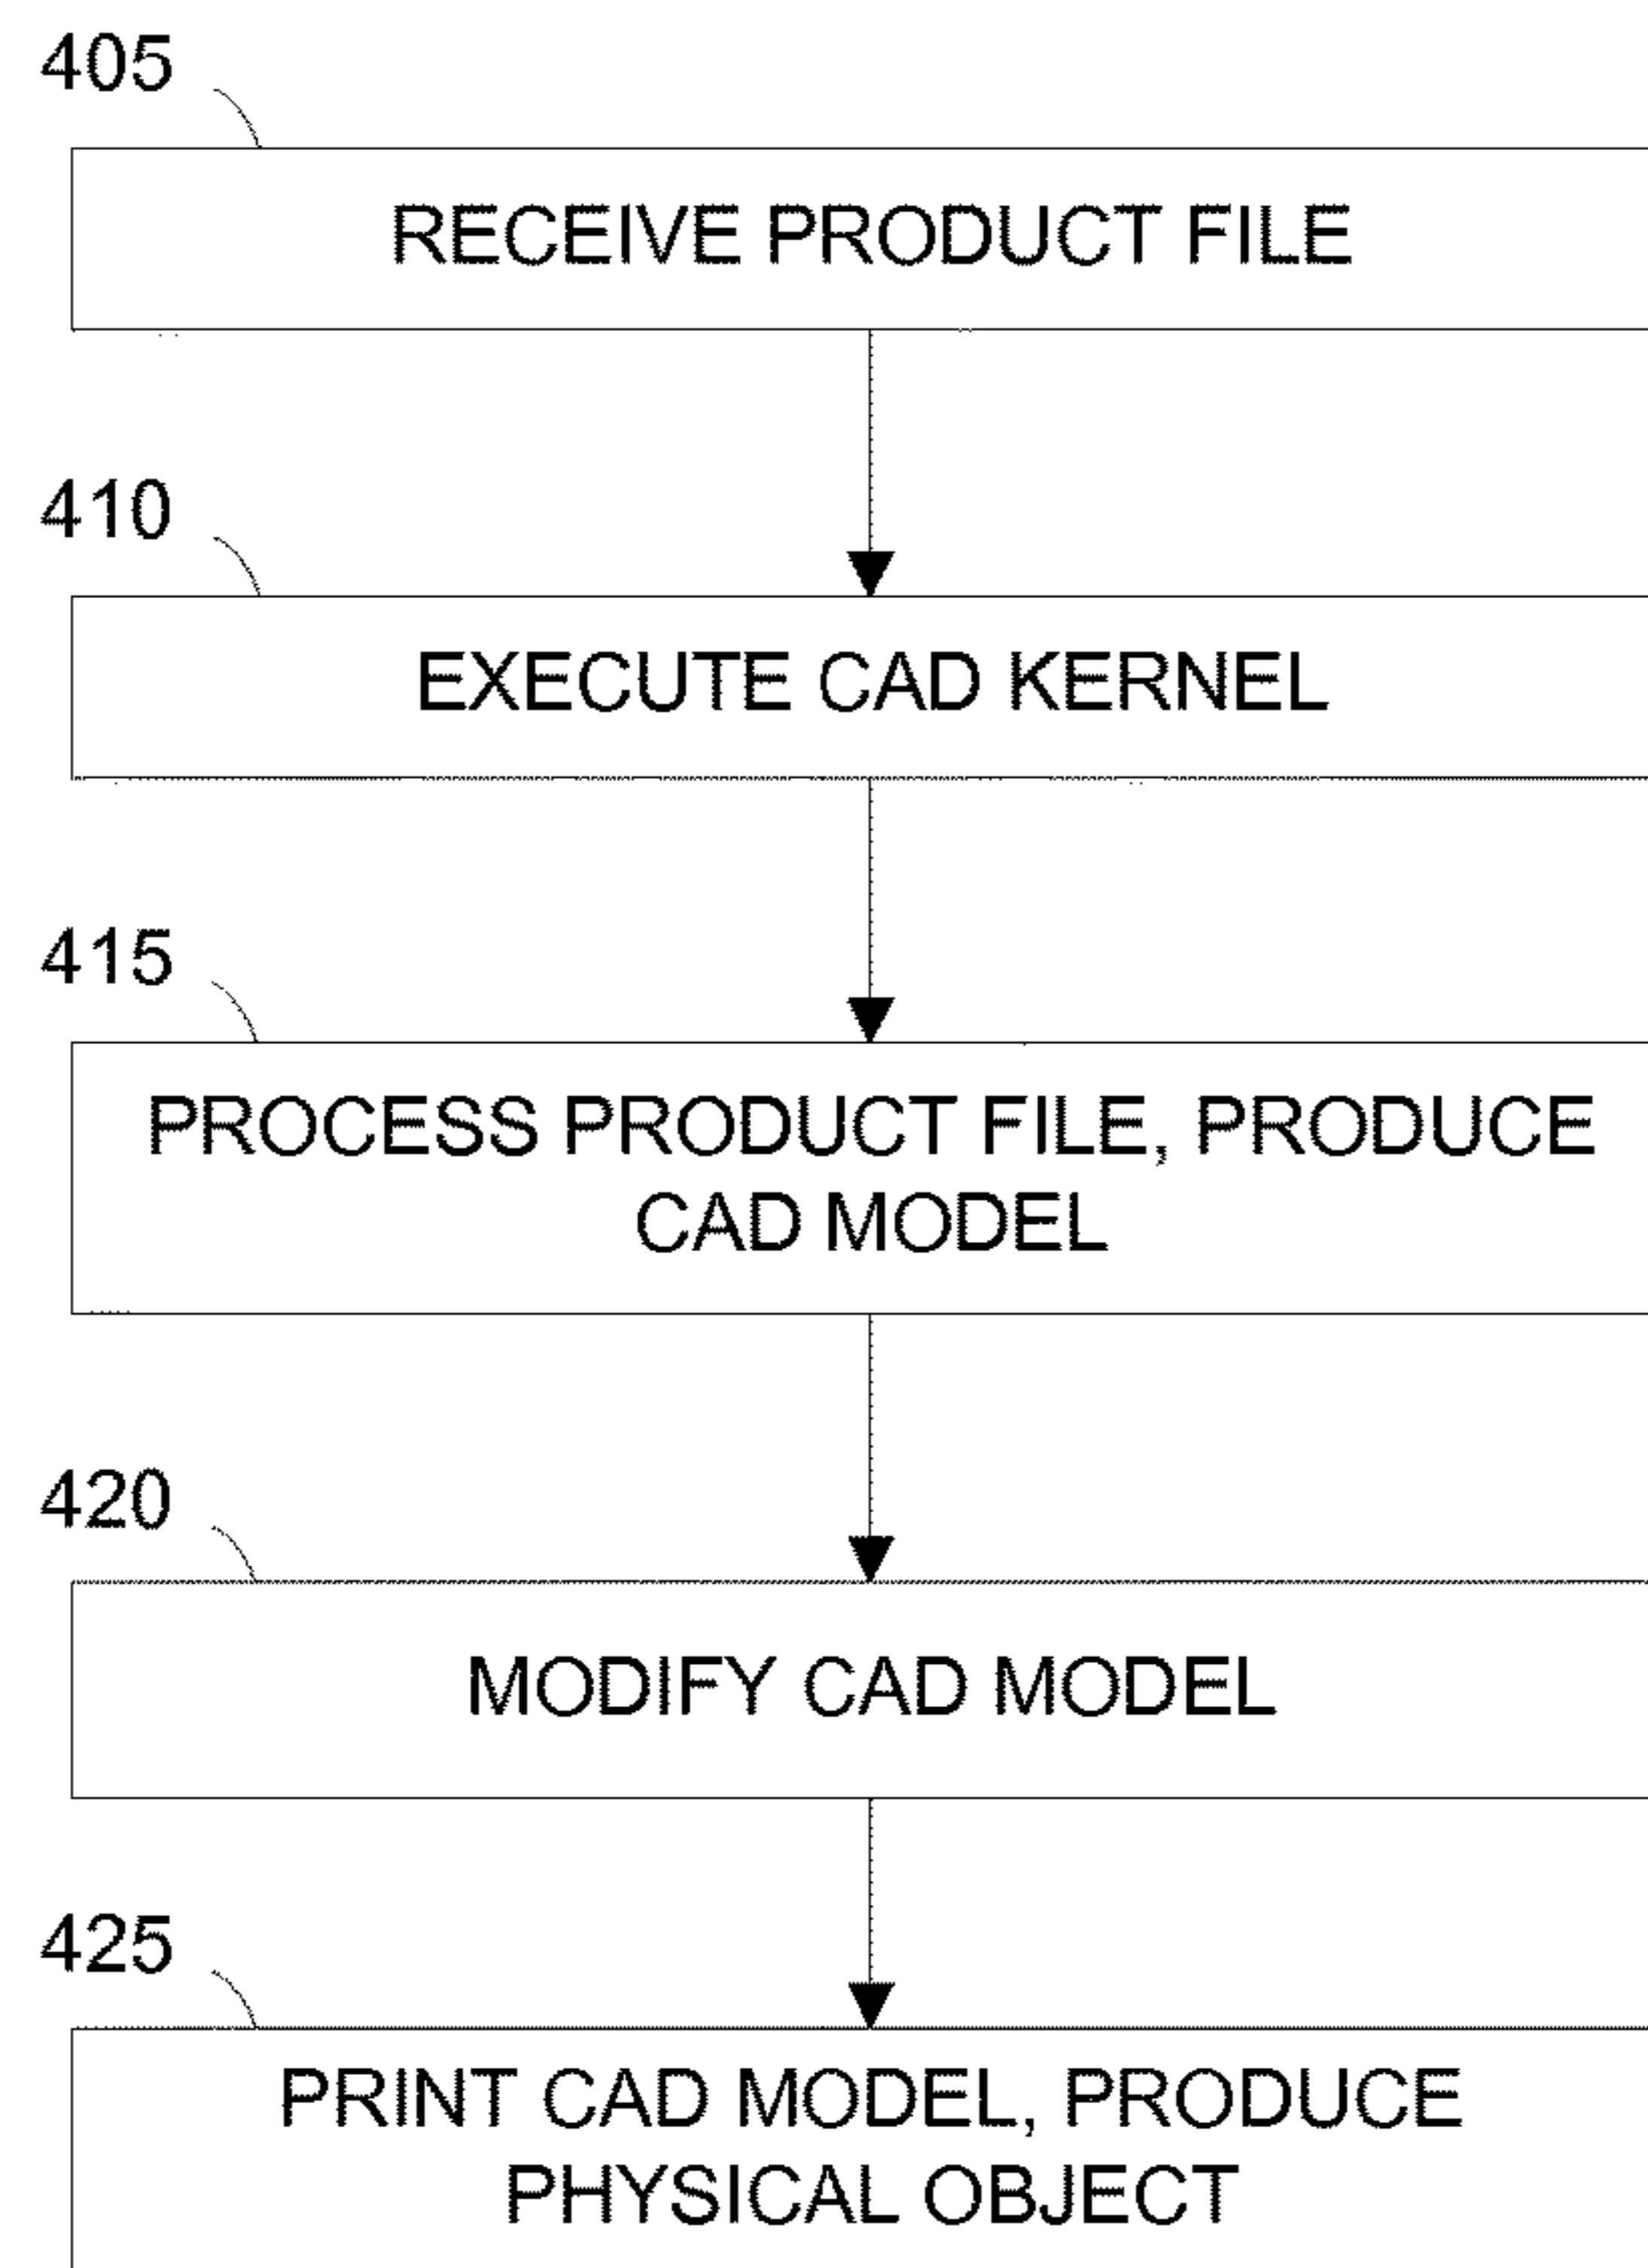 405
RECEIVE PRODUCT FILE
410
EXECUTE CAD KERNEL
415
PROCESS PRODUCT FILE, PRODUCE
CAD MODEL
420
MODIFY CAD MODEL
425
PRINT CAD MODEL, PRODUCE
PHYSICAL OBJECT